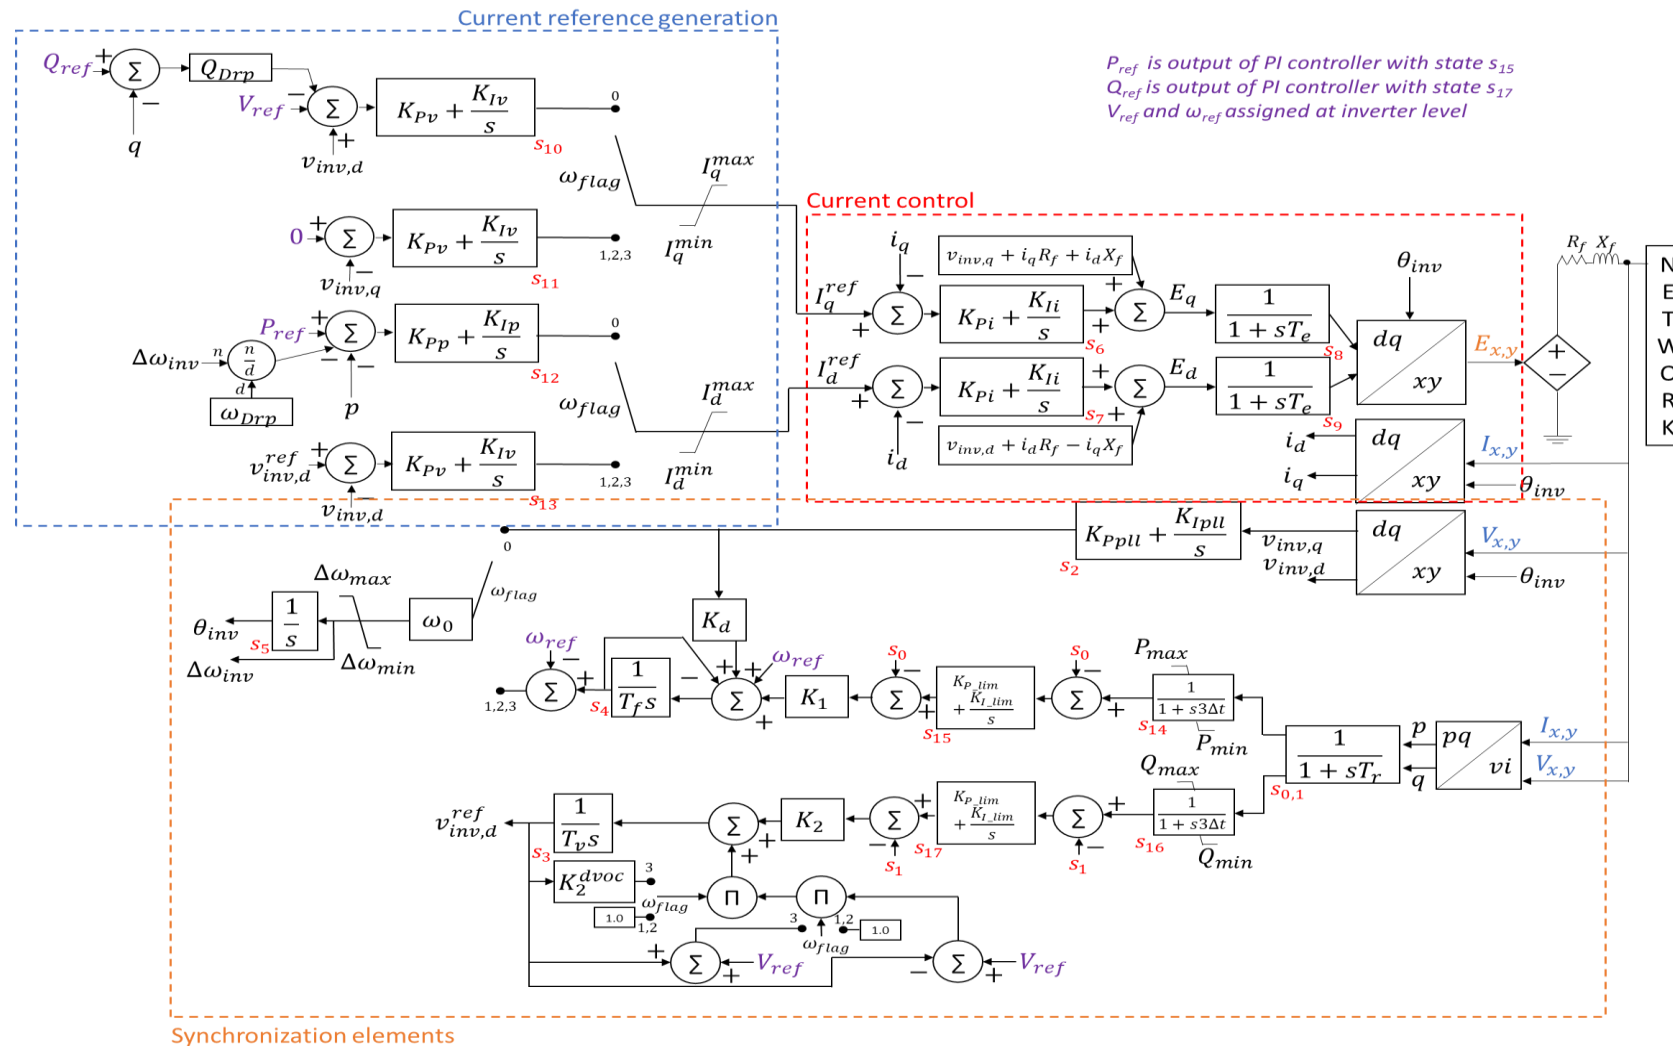 Current reference generation
P_ref is output of PI controller with state s_15
Q_ref is output of PI controller with state s_17
V_ref and ω_ref assigned at inverter level
Q_ref + Σ − q
Q_Drp
V_ref − Σ + v_inv,d
K_Pv + K_Iv/s
s_10
0
ω_flag
I_q^max
I_q^min
0 + Σ − v_inv,q
K_Pv + K_Iv/s
s_11
1,2,3
P_ref + Σ − − p
Δω_inv n n/d d
ω_Drp
K_Pp + K_Ip/s
s_12
0
ω_flag
I_d^max
I_d^min
v_inv,d^ref + Σ − v_inv,d
K_Pv + K_Iv/s
s_13
1,2,3
Current control
i_q
v_inv,q + i_q R_f + i_d X_f
I_q^ref + Σ −
K_Pi + K_Ii/s
s_6
+ Σ + E_q
1/(1 + sT_e)
s_8
θ_inv
dq
xy
E_x,y
R_f X_f
+
−
NETWORK
I_d^ref + Σ −
K_Pi + K_Ii/s
s_7
+ Σ + E_d
1/(1 + sT_e)
s_9
i_d
v_inv,d + i_d R_f − i_q X_f
i_d
i_q
dq
xy
I_x,y
θ_inv
K_Ppll + K_Ipll/s
s_2
v_inv,q
v_inv,d
dq
xy
V_x,y
θ_inv
0
ω_flag
Δω_max
Δω_min
ω_0
1/s
s_5
θ_inv
Δω_inv
K_d
ω_ref
− Σ +
1,2,3
s_4
1/(T_f s)
− + + Σ +
ω_ref
K_1
s_0
− Σ +
s_15
K_P_lim + K_I_lim/s
s_0
− Σ +
P_max
1/(1 + s3Δt)
s_14
P_min
1/(1 + sT_r)
s_0,1
p
q
pq
vi
I_x,y
V_x,y
v_inv,d^ref
1/(T_v s)
s_3
Σ + +
K_2
+ Σ −
s_1
s_17
K_P_lim + K_I_lim/s
+ Σ −
s_1
Q_max
1/(1 + s3Δt)
s_16
Q_min
K_2^dvoc
3
ω_flag
1.0
1,2
Π
Π
3
1,2
1.0
ω_flag
+ Σ + V_ref
− Σ + V_ref
Synchronization elements